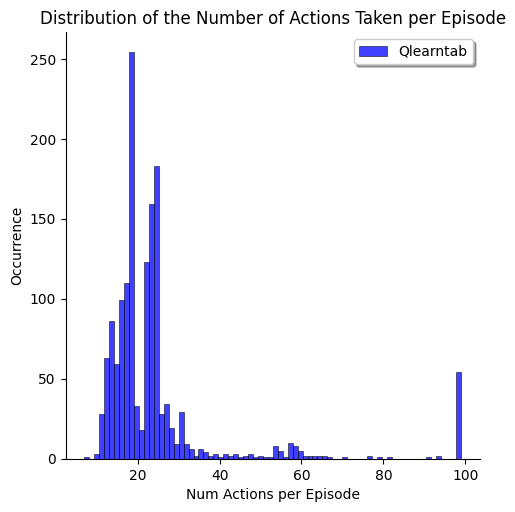 Distribution of the Number of Actions Taken per Episode
Qlearntab
250
200
150
100
50
0
Occurrence
20 40 60 80 100
Num Actions per Episode